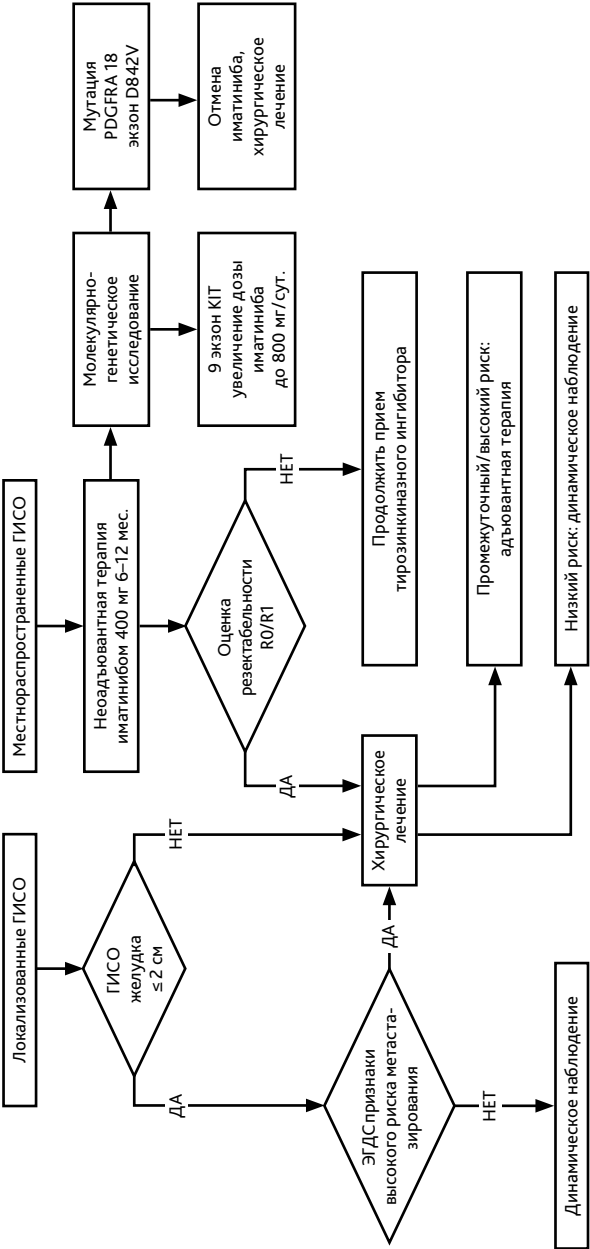 Локализованные ГИСО
Местнораспространенные ГИСО
ГИСО
желудка
≤ 2 см
ДА
НЕТ
Неоадъювантная терапия
иматинибом 400 мг 6–12 мес.
Молекулярно-
генетическое
исследование
Мутация
PDGFRA 18
экзон D842V
Оценка
резектабельности
R0/R1
ДА
НЕТ
9 экзон KIT
увеличение дозы
иматиниба
до 800 мг/сут.
Отмена
иматиниба,
хирургическое
лечение
ЭГДС признаки
высокого риска метаста-
зирования
ДА
НЕТ
Хирургическое
лечение
Продолжить прием
тирозинкиназного ингибитора
Промежуточный/высокий риск:
адъювантная терапия
Динамическое наблюдение
Низкий риск: динамическое наблюдение